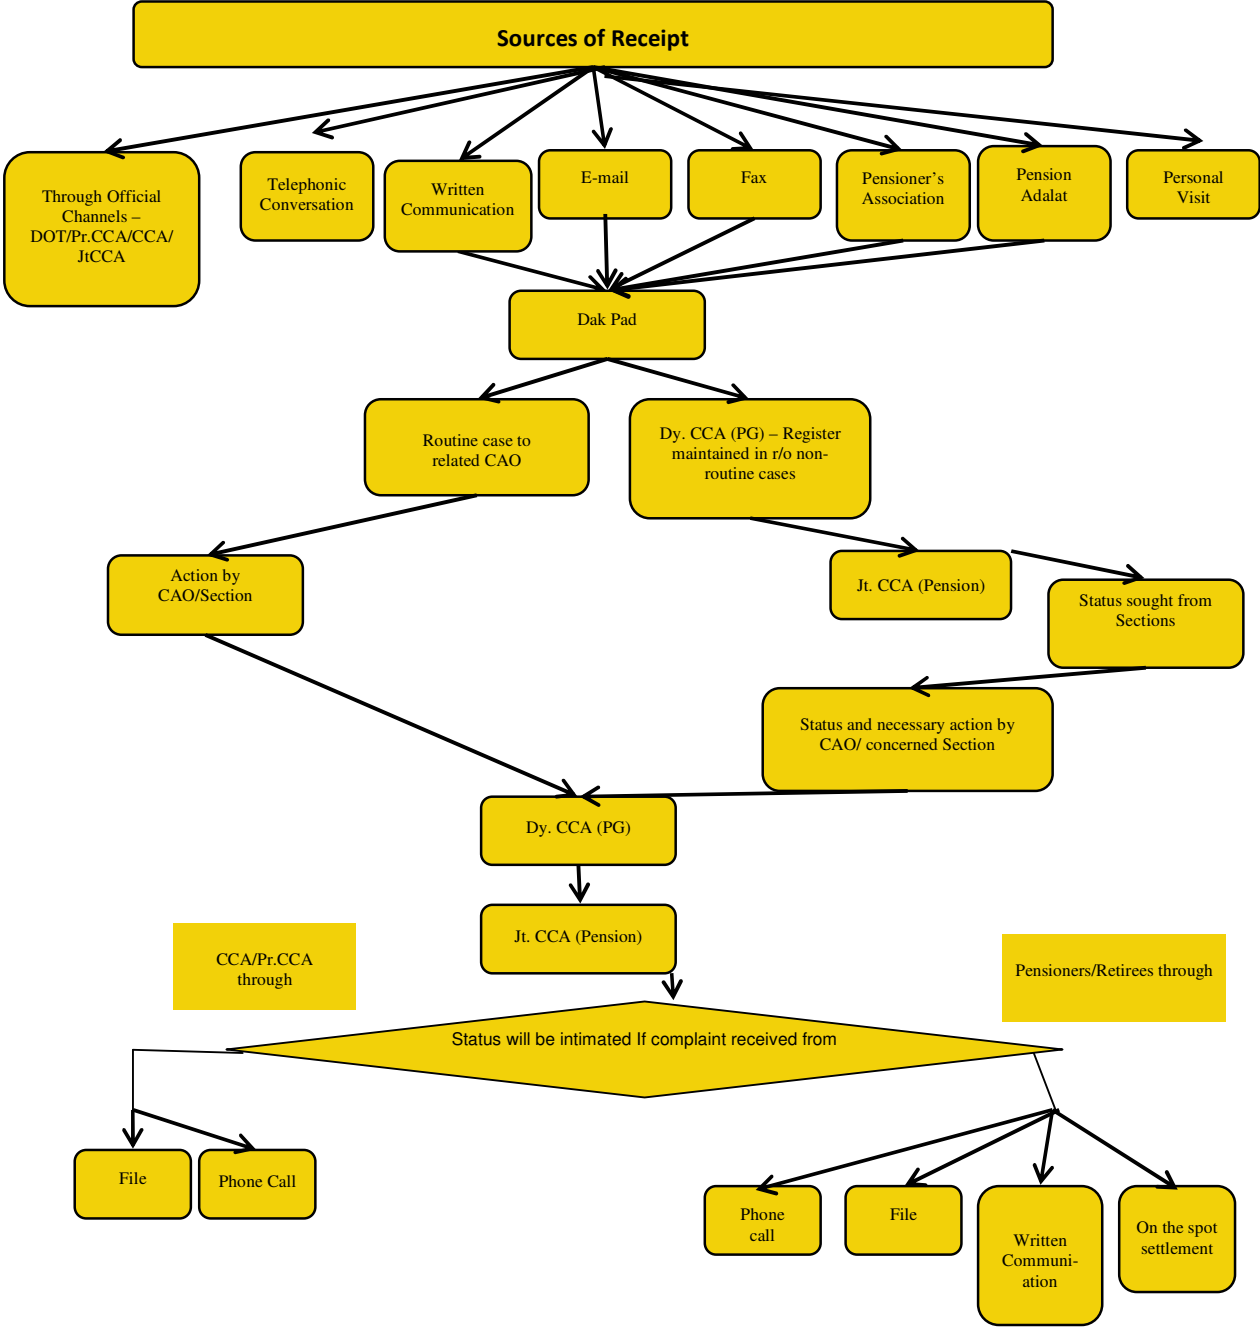 Sources of Receipt
Through Official
Channels –
DOT/Pr.CCA/CCA/
JtCCA
Telephonic
Conversation
Written
Communication
E-mail
Fax
Pensioner’s
Association
Pension
Adalat
Personal
Visit
Dak Pad
Routine case to
related CAO
Dy. CCA (PG) – Register
maintained in r/o non-
routine cases
Action by
CAO/Section
Jt. CCA (Pension)
Status sought from
Sections
Status and necessary action by
CAO/ concerned Section
Dy. CCA (PG)
Jt. CCA (Pension)
CCA/Pr.CCA
through
Pensioners/Retirees through
Status will be intimated If complaint received from
File
Phone Call
Phone
call
File
Written
Communi-
ation
On the spot
settlement